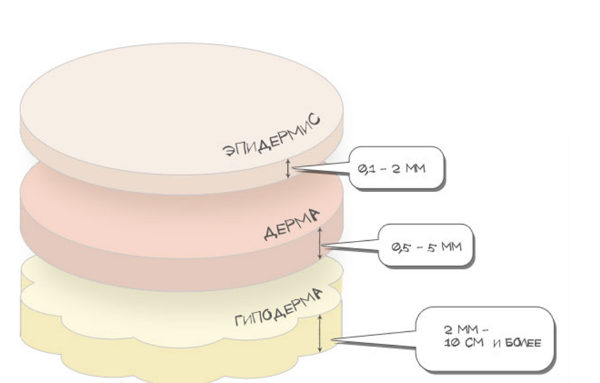 ЭПИДЕРМИС
0,1 – 2 ММ
ДЕРМА
0,5 – 5 ММ
ГИПОДЕРМА
2 ММ –
10 СМ И БОЛЕЕ